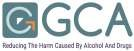 GCA
Reducing The Harm Caused By Alcohol And Drugs